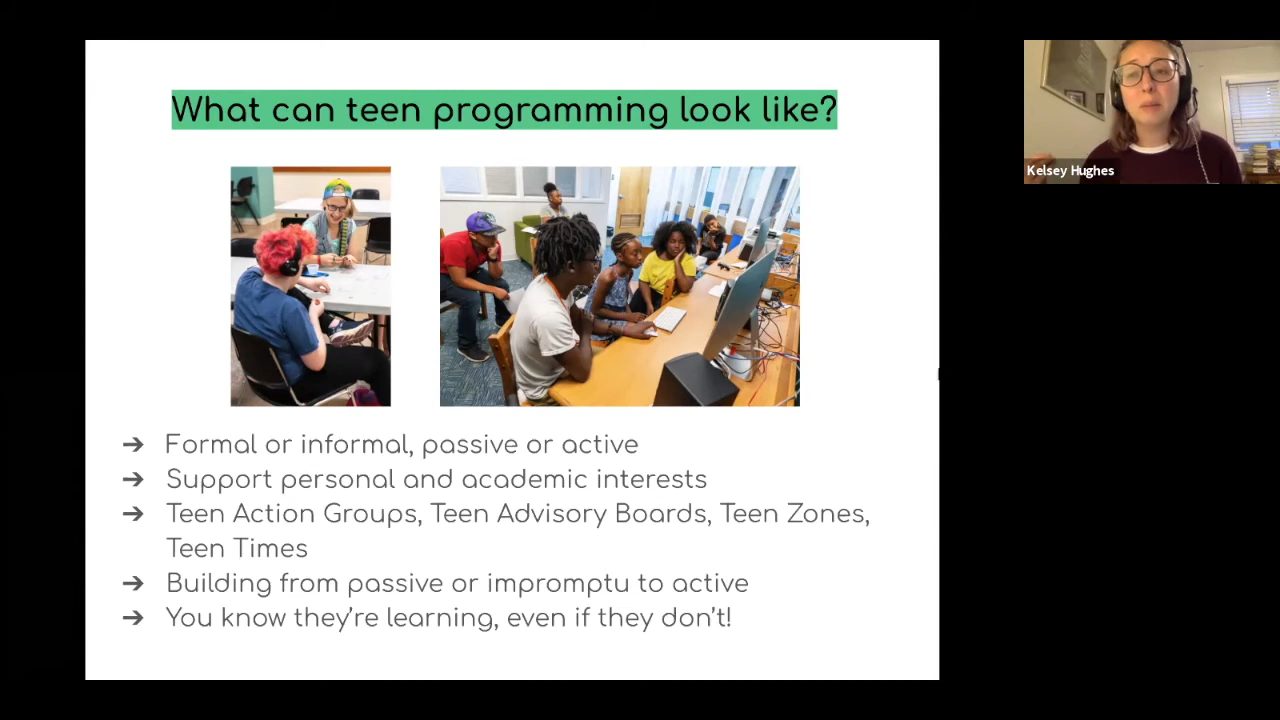 What can teen programming look like?
Kelsey Hughes
➔ Formal or informal, passive or active
➔ Support personal and academic interests
➔ Teen Action Groups, Teen Advisory Boards, Teen Zones,
Teen Times
➔ Building from passive or impromptu to active
➔ You know they're learning, even if they don't!